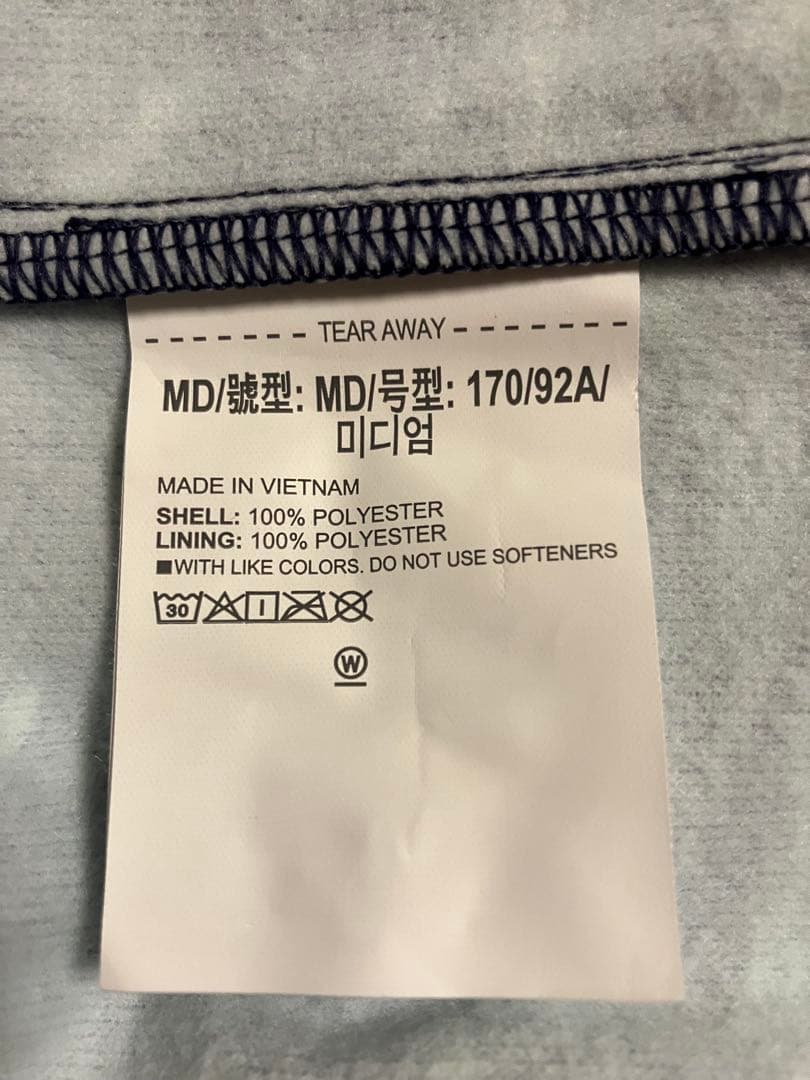 TEAR AWAY
MD/號型: MD/号型: 170/92A/
미디엄
MADE IN VIETNAM
SHELL: 100% POLYESTER
LINING: 100% POLYESTER
■WITH LIKE COLORS. DO NOT USE SOFTENERS
30
W